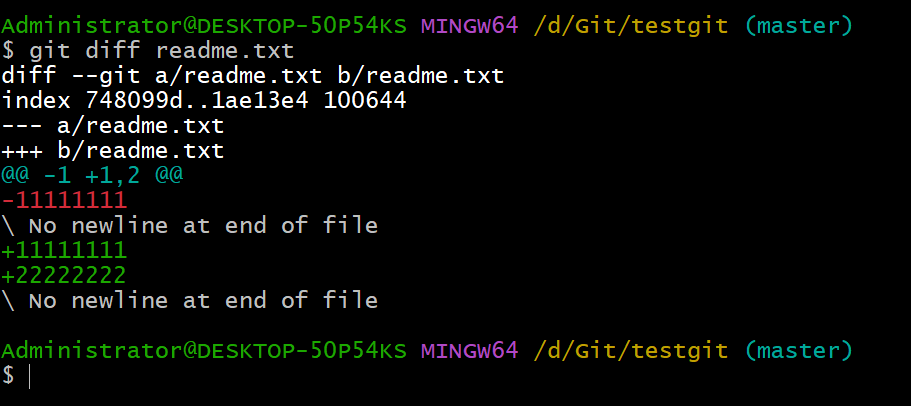 Administrator@DESKTOP-5OP54KS MINGW64 /d/Git/testgit (master)
$ git diff readme.txt
diff --git a/readme.txt b/readme.txt
index 748099d..1ae13e4 100644
--- a/readme.txt
+++ b/readme.txt
@@ -1 +1,2 @@
-11111111
\ No newline at end of file
+11111111
+22222222
\ No newline at end of file
Administrator@DESKTOP-5OP54KS MINGW64 /d/Git/testgit (master)
$